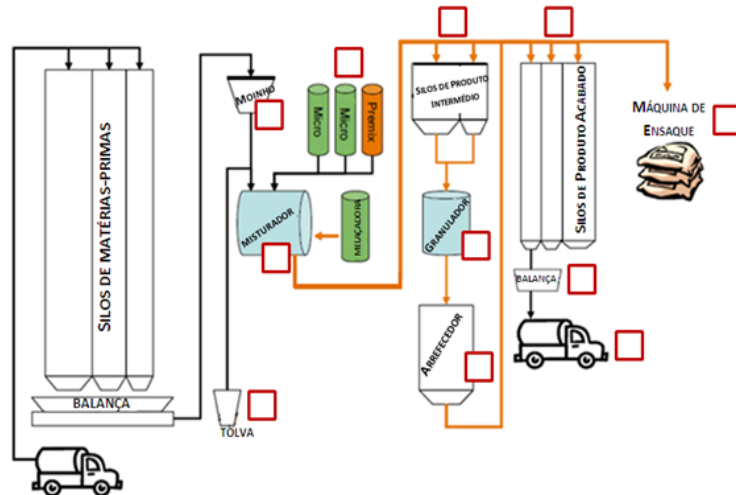 SILOS DE MATÉRIAS-PRIMAS
BALANÇA
MOINHO
Micro
Micro
Premix
MISTURADOR
MELAÇADORA
TOLVA
SILOS DE PRODUTO
INTERMÉDIO
GRANULADOR
ARREFECEDOR
SILOS DE PRODUTO ACABADO
BALANÇA
MÁQUINA DE
ENSAQUE